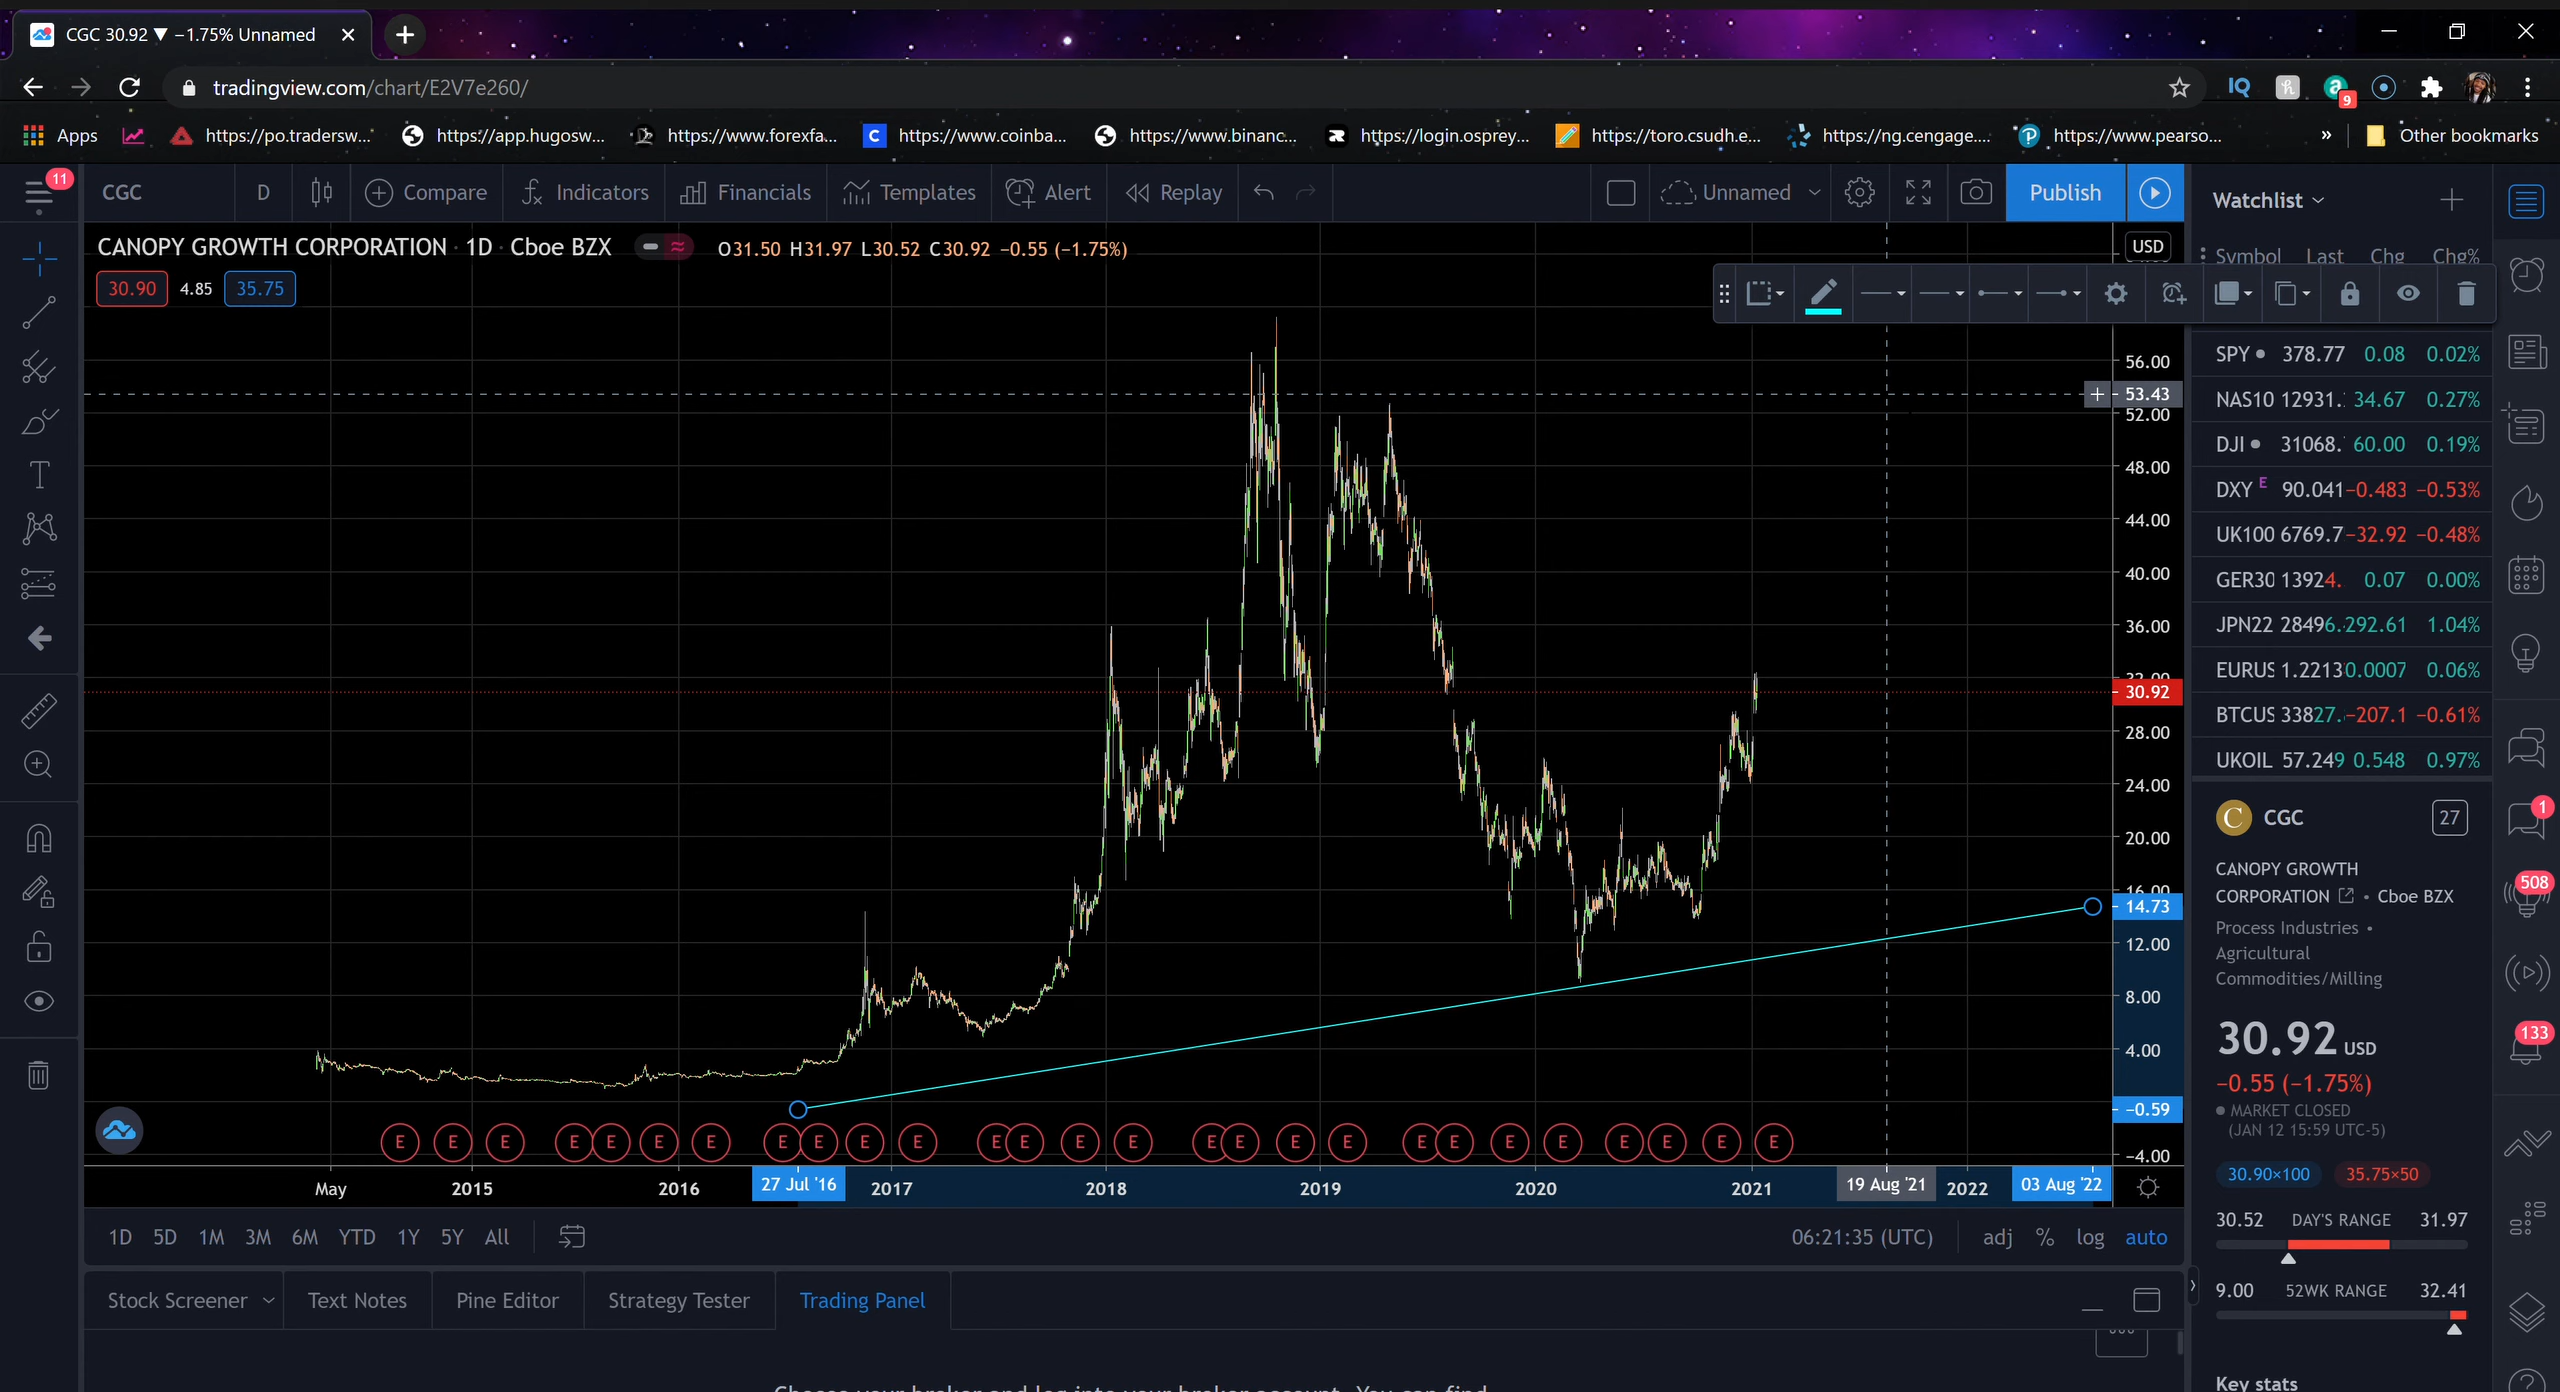 CGC 30.92 ▼ −1.75% Unnamed
tradingview.com/chart/E2V7e260/
IQ
9
Apps https://po.tradersw... https://app.hugosw... https://www.forexfa... https://www.coinba... https://www.binanc... https://login.osprey... https://toro.csudh.e... https://ng.cengage.... https://www.pearso... » Other bookmarks
11
CGC D Compare Indicators Financials Templates Alert Replay Unnamed Publish
Watchlist
CANOPY GROWTH CORPORATION · 1D · Cboe BZX O31.50 H31.97 L30.52 C30.92 −0.55 (−1.75%)
30.90 4.85 35.75
USD
Symbol Last Chg Chg%
SPY 378.77 0.08 0.02%
NAS10 12931. 34.67 0.27%
DJI 31068. 60.00 0.19%
DXY E 90.041 −0.483 −0.53%
UK100 6769.7 −32.92 −0.48%
GER30 13924. 0.07 0.00%
JPN22 28496. 292.61 1.04%
EURUS 1.2213 0.0007 0.06%
BTCUS 33827. −207.1 −0.61%
UKOIL 57.249 0.548 0.97%
56.00
53.43
52.00
48.00
44.00
40.00
36.00
32.00
30.92
28.00
24.00
20.00
16.00
14.73
12.00
8.00
4.00
−0.59
−4.00
E E E E E E E E E E E E E E E E E E E E E E E E E E E
May 2015 2016 27 Jul '16 2017 2018 2019 2020 2021 19 Aug '21 2022 03 Aug '22
1D 5D 1M 3M 6M YTD 1Y 5Y All
06:21:35 (UTC) adj % log auto
Stock Screener Text Notes Pine Editor Strategy Tester Trading Panel
C CGC 27
CANOPY GROWTH
CORPORATION • Cboe BZX
Process Industries •
Agricultural
Commodities/Milling
30.92 USD
−0.55 (−1.75%)
MARKET CLOSED
(JAN 12 15:59 UTC-5)
30.90×100 35.75×50
30.52 DAY'S RANGE 31.97
9.00 52WK RANGE 32.41
Key stats
1
508
133